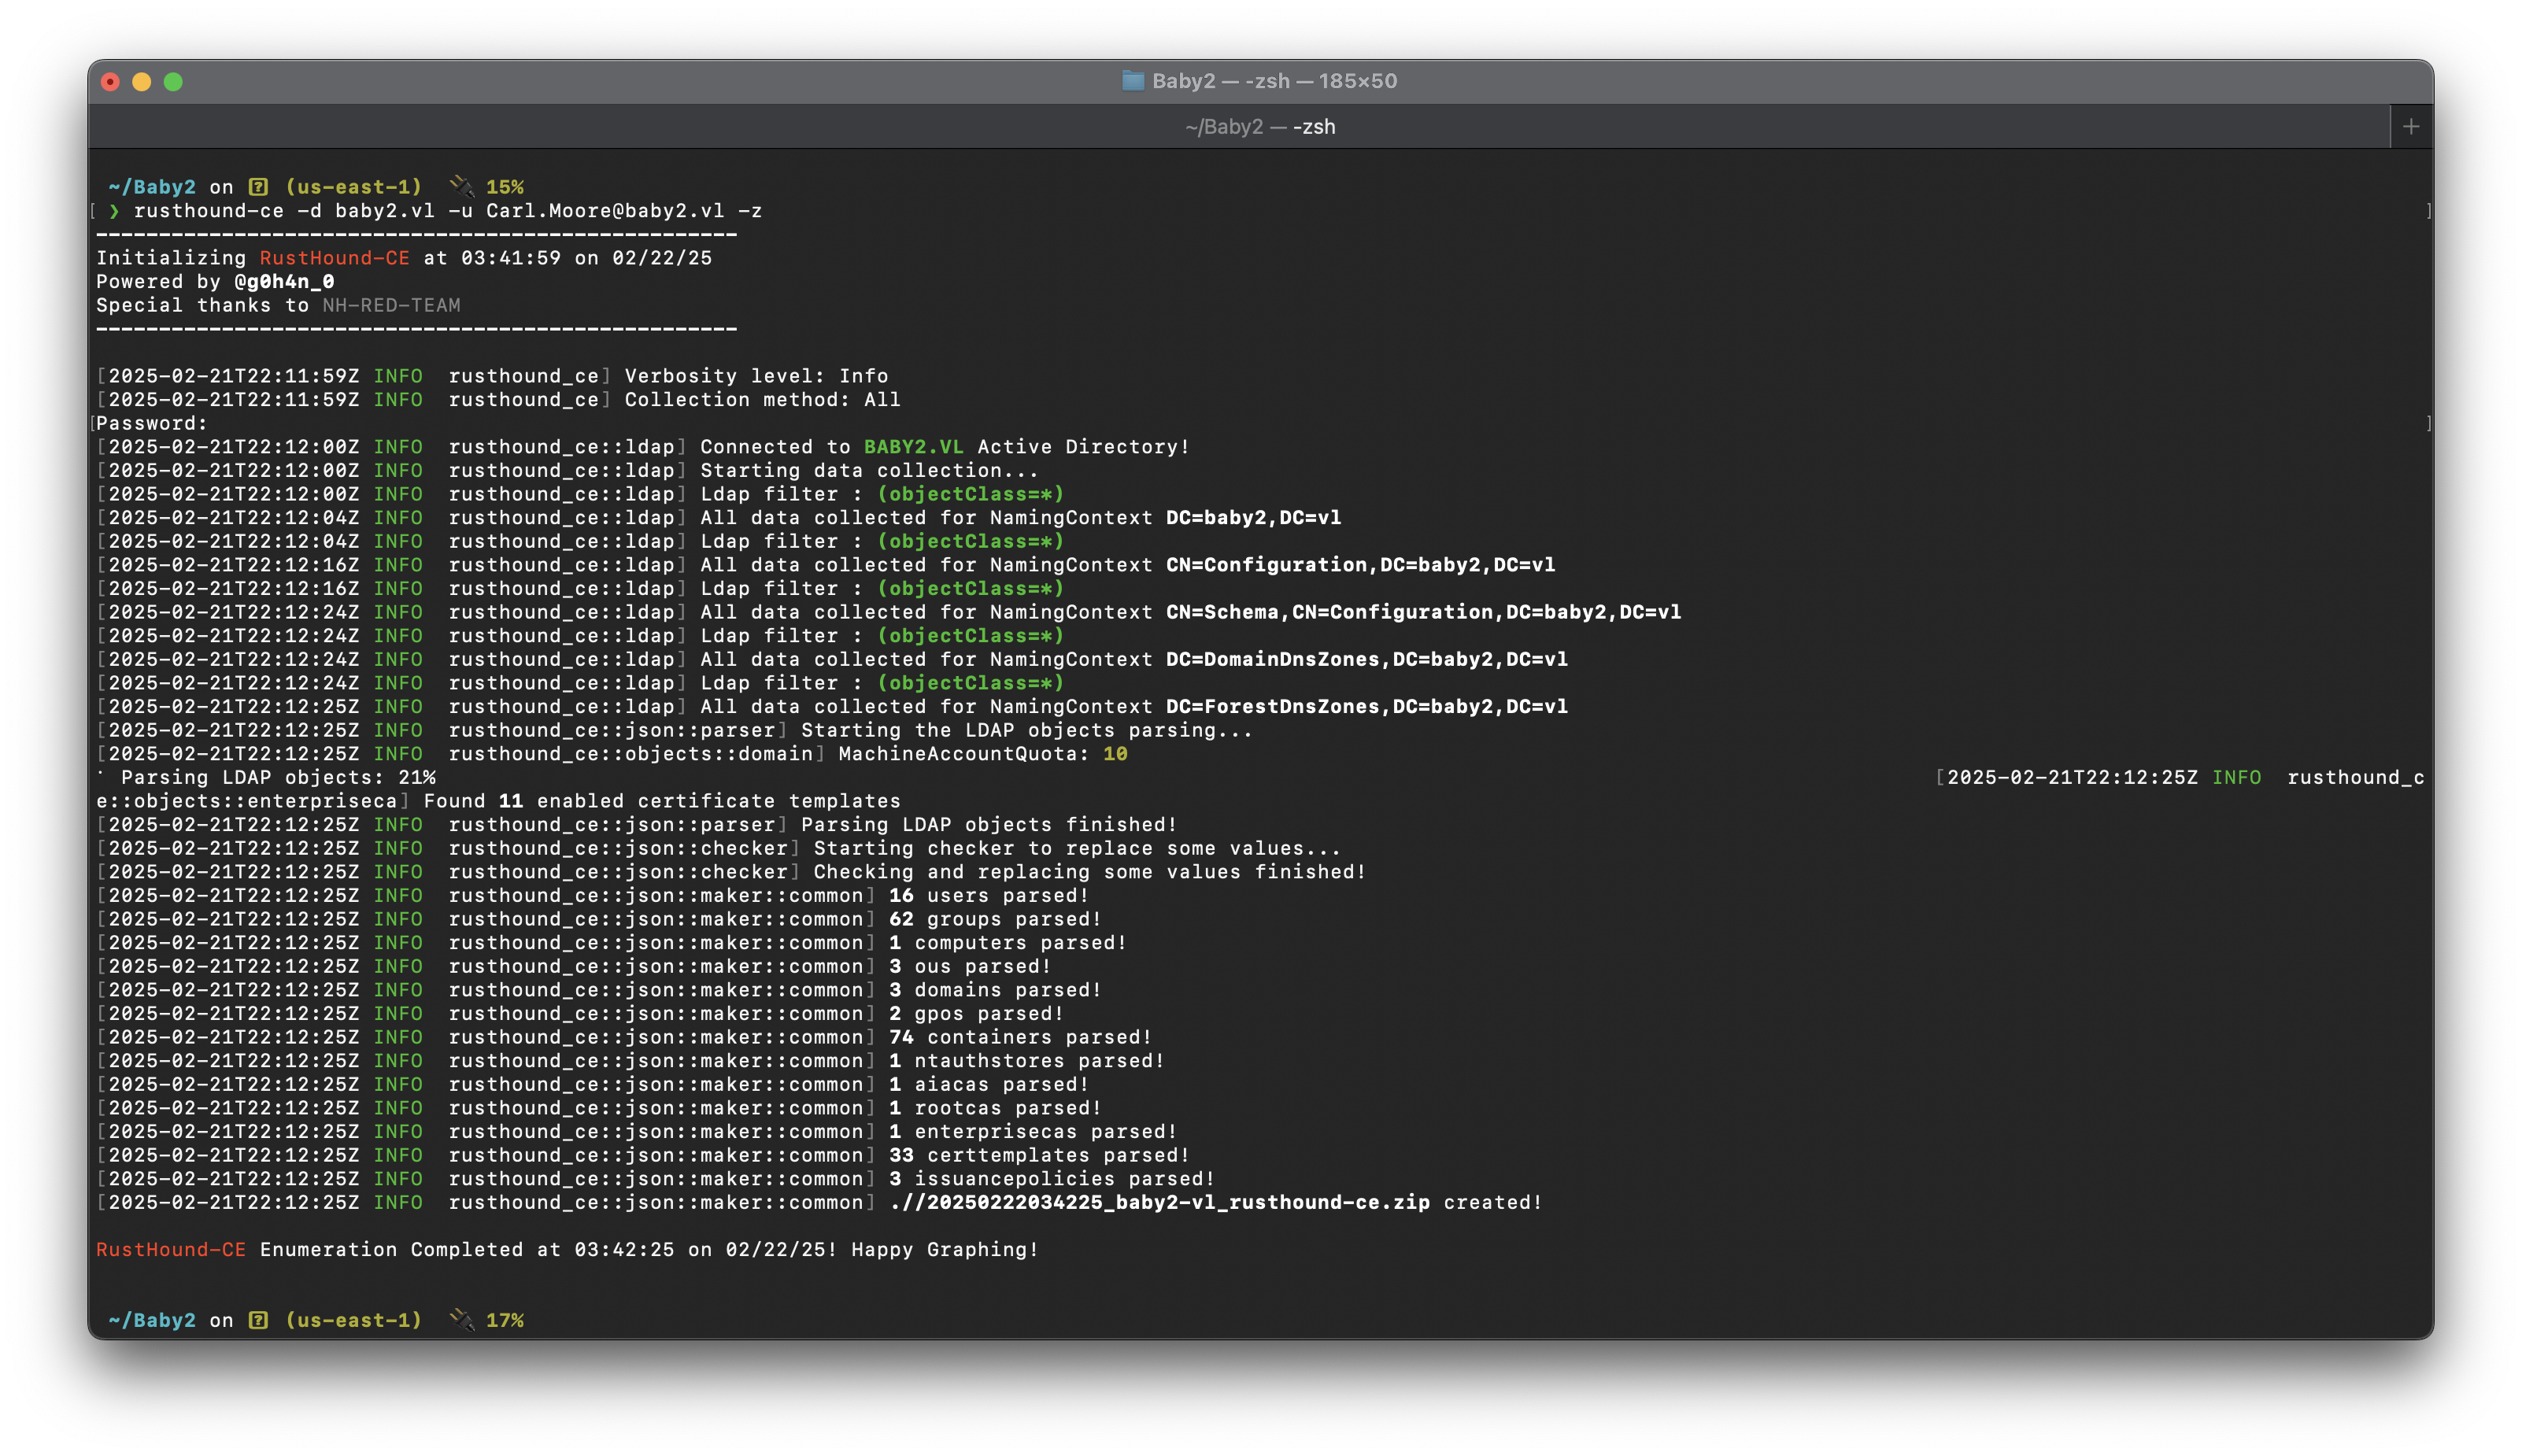 Baby2 — -zsh — 185×50
~/Baby2 — -zsh
~/Baby2 on ? (us-east-1) 🔌 15%
[ ❯ rusthound-ce -d baby2.vl -u Carl.Moore@baby2.vl -z ]
---------------------------------------------------
Initializing RustHound-CE at 03:41:59 on 02/22/25
Powered by @g0h4n_0
Special thanks to NH-RED-TEAM
---------------------------------------------------
[2025-02-21T22:11:59Z INFO  rusthound_ce] Verbosity level: Info
[2025-02-21T22:11:59Z INFO  rusthound_ce] Collection method: All
[Password: ]
[2025-02-21T22:12:00Z INFO  rusthound_ce::ldap] Connected to BABY2.VL Active Directory!
[2025-02-21T22:12:00Z INFO  rusthound_ce::ldap] Starting data collection...
[2025-02-21T22:12:00Z INFO  rusthound_ce::ldap] Ldap filter : (objectClass=*)
[2025-02-21T22:12:04Z INFO  rusthound_ce::ldap] All data collected for NamingContext DC=baby2,DC=vl
[2025-02-21T22:12:04Z INFO  rusthound_ce::ldap] Ldap filter : (objectClass=*)
[2025-02-21T22:12:16Z INFO  rusthound_ce::ldap] All data collected for NamingContext CN=Configuration,DC=baby2,DC=vl
[2025-02-21T22:12:16Z INFO  rusthound_ce::ldap] Ldap filter : (objectClass=*)
[2025-02-21T22:12:24Z INFO  rusthound_ce::ldap] All data collected for NamingContext CN=Schema,CN=Configuration,DC=baby2,DC=vl
[2025-02-21T22:12:24Z INFO  rusthound_ce::ldap] Ldap filter : (objectClass=*)
[2025-02-21T22:12:24Z INFO  rusthound_ce::ldap] All data collected for NamingContext DC=DomainDnsZones,DC=baby2,DC=vl
[2025-02-21T22:12:24Z INFO  rusthound_ce::ldap] Ldap filter : (objectClass=*)
[2025-02-21T22:12:25Z INFO  rusthound_ce::ldap] All data collected for NamingContext DC=ForestDnsZones,DC=baby2,DC=vl
[2025-02-21T22:12:25Z INFO  rusthound_ce::json::parser] Starting the LDAP objects parsing...
[2025-02-21T22:12:25Z INFO  rusthound_ce::objects::domain] MachineAccountQuota: 10
⠁ Parsing LDAP objects: 21% [2025-02-21T22:12:25Z INFO  rusthound_c
e::objects::enterpriseca] Found 11 enabled certificate templates
[2025-02-21T22:12:25Z INFO  rusthound_ce::json::parser] Parsing LDAP objects finished!
[2025-02-21T22:12:25Z INFO  rusthound_ce::json::checker] Starting checker to replace some values...
[2025-02-21T22:12:25Z INFO  rusthound_ce::json::checker] Checking and replacing some values finished!
[2025-02-21T22:12:25Z INFO  rusthound_ce::json::maker::common] 16 users parsed!
[2025-02-21T22:12:25Z INFO  rusthound_ce::json::maker::common] 62 groups parsed!
[2025-02-21T22:12:25Z INFO  rusthound_ce::json::maker::common] 1 computers parsed!
[2025-02-21T22:12:25Z INFO  rusthound_ce::json::maker::common] 3 ous parsed!
[2025-02-21T22:12:25Z INFO  rusthound_ce::json::maker::common] 3 domains parsed!
[2025-02-21T22:12:25Z INFO  rusthound_ce::json::maker::common] 2 gpos parsed!
[2025-02-21T22:12:25Z INFO  rusthound_ce::json::maker::common] 74 containers parsed!
[2025-02-21T22:12:25Z INFO  rusthound_ce::json::maker::common] 1 ntauthstores parsed!
[2025-02-21T22:12:25Z INFO  rusthound_ce::json::maker::common] 1 aiacas parsed!
[2025-02-21T22:12:25Z INFO  rusthound_ce::json::maker::common] 1 rootcas parsed!
[2025-02-21T22:12:25Z INFO  rusthound_ce::json::maker::common] 1 enterprisecas parsed!
[2025-02-21T22:12:25Z INFO  rusthound_ce::json::maker::common] 33 certtemplates parsed!
[2025-02-21T22:12:25Z INFO  rusthound_ce::json::maker::common] 3 issuancepolicies parsed!
[2025-02-21T22:12:25Z INFO  rusthound_ce::json::maker::common] .//20250222034225_baby2-vl_rusthound-ce.zip created!
RustHound-CE Enumeration Completed at 03:42:25 on 02/22/25! Happy Graphing!
~/Baby2 on ? (us-east-1) 🔌 17%